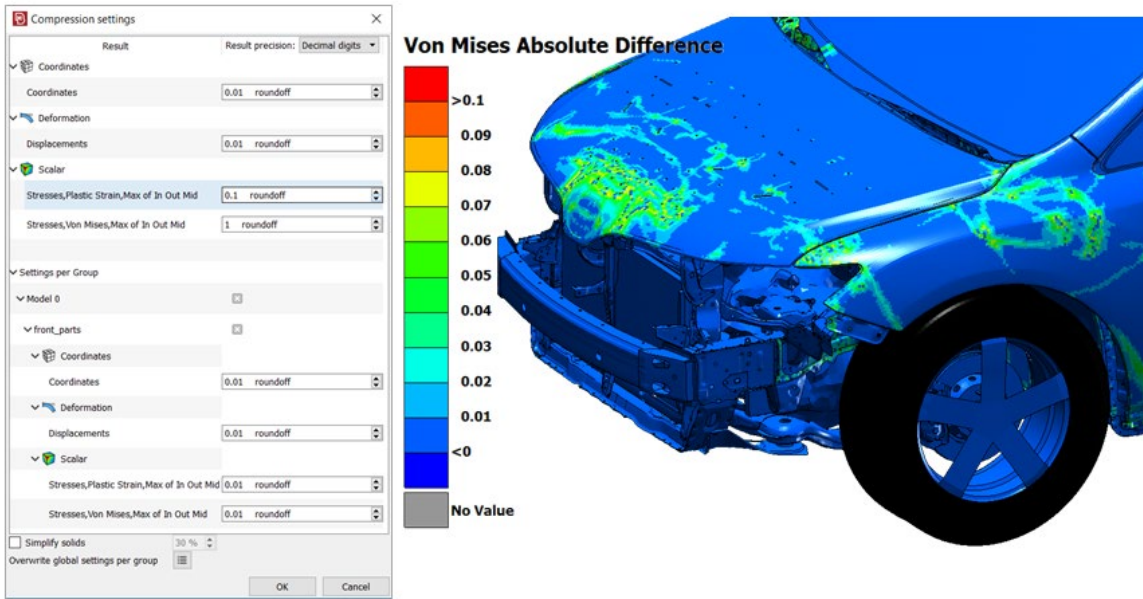 Compression settings
Result Result precision: Decimal digits
Coordinates
Coordinates 0.01 roundoff
Deformation
Displacements 0.01 roundoff
Scalar
Stresses,Plastic Strain,Max of In Out Mid 0.1 roundoff
Stresses,Von Mises,Max of In Out Mid 1 roundoff
Settings per Group
Model 0
front_parts
Coordinates
Coordinates 0.01 roundoff
Deformation
Displacements 0.01 roundoff
Scalar
Stresses,Plastic Strain,Max of In Out Mid 0.01 roundoff
Stresses,Von Mises,Max of In Out Mid 0.01 roundoff
Simplify solids 30 %
Overwrite global settings per group
OK Cancel
Von Mises Absolute Difference
>0.1
0.09
0.08
0.07
0.06
0.05
0.04
0.03
0.02
0.01
<0
No Value